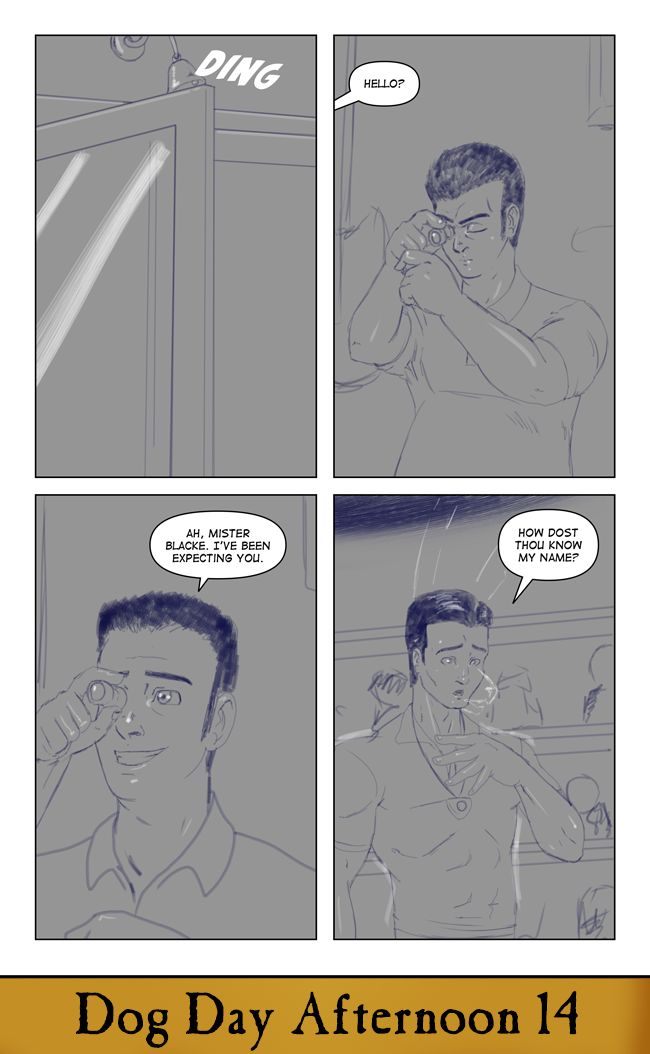 DING
HELLO?
AH, MISTER
BLACKE. I'VE BEEN
EXPECTING YOU.
HOW DOST
THOU KNOW
MY NAME?
Dog Day Afternoon 14